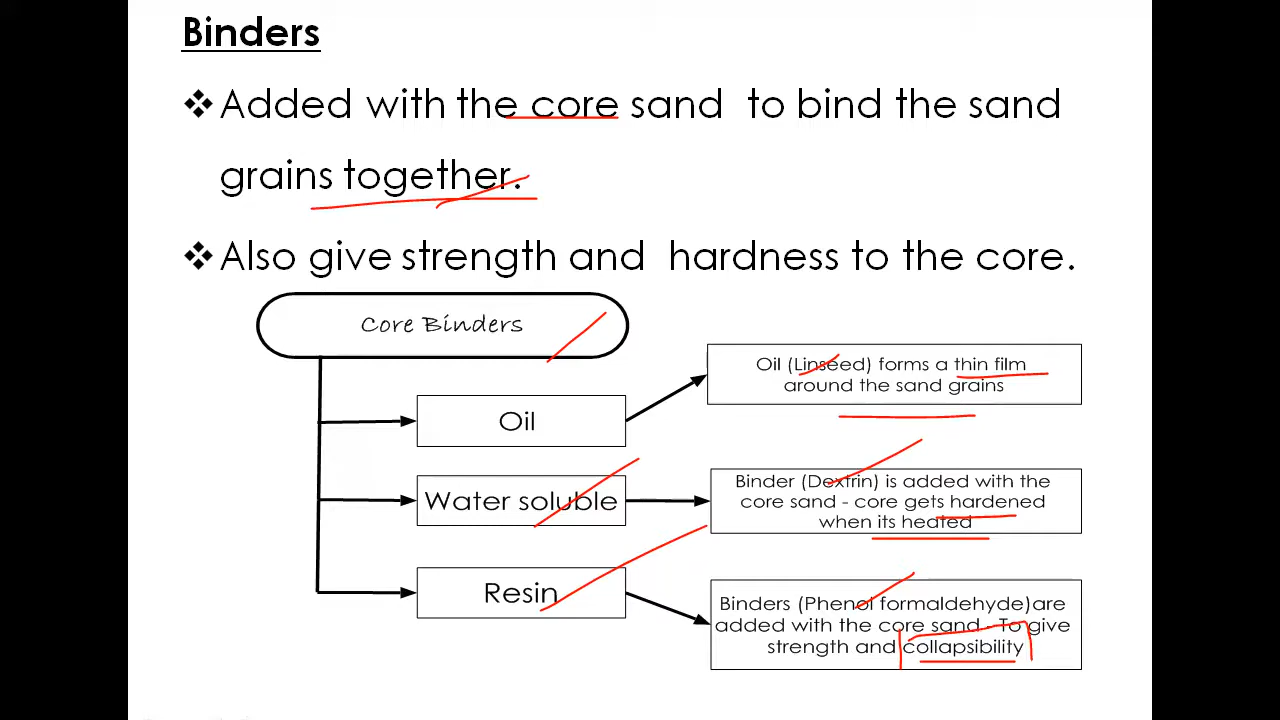 Binders
❖ Added with the core sand to bind the sand
grains together.
❖ Also give strength and hardness to the core.
Core Binders
Oil
Oil (Linseed) forms a thin film
around the sand grains
Water soluble
Binder (Dextrin) is added with the
core sand - core gets hardened
when its heated
Resin
Binders (Phenol formaldehyde)are
added with the core sand - To give
strength and collapsibility